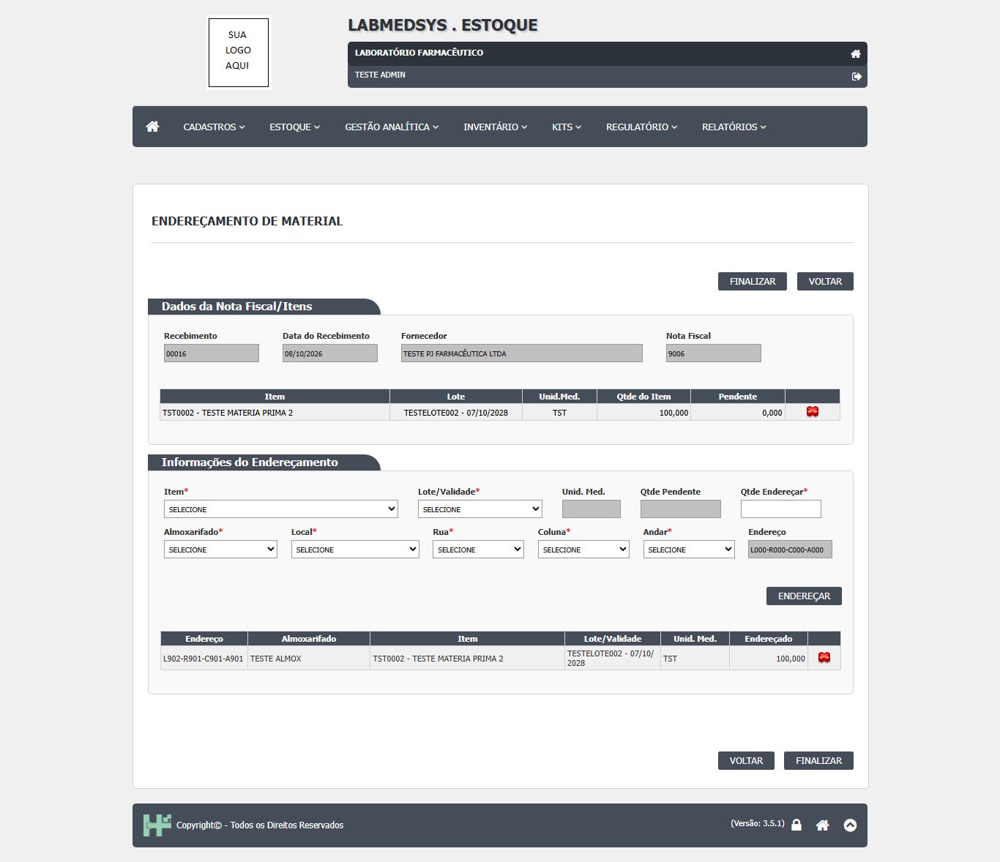 SUA
LOGO
AQUI
LABMEDSYS . ESTOQUE
LABORATÓRIO FARMACÊUTICO
TESTE ADMIN
CADASTROS ESTOQUE GESTÃO ANALÍTICA INVENTÁRIO KITS REGULATÓRIO RELATÓRIOS
ENDEREÇAMENTO DE MATERIAL
FINALIZAR VOLTAR
Dados da Nota Fiscal/Itens
Recebimento Data do Recebimento Fornecedor Nota Fiscal
00016 08/10/2026 TESTE PJ FARMACÊUTICA LTDA 9006
Item Lote Unid.Med. Qtde do Item Pendente
TST0002 - TESTE MATERIA PRIMA 2 TESTELOTE002 - 07/10/2028 TST 100,000 0,000
Informações do Endereçamento
Item* Lote/Validade* Unid. Med. Qtde Pendente Qtde Endereçar*
SELECIONE SELECIONE
Almoxarifado* Local* Rua* Coluna* Andar* Endereço
SELECIONE SELECIONE SELECIONE SELECIONE SELECIONE L000-R000-C000-A000
ENDEREÇAR
Endereço Almoxarifado Item Lote/Validade Unid. Med. Endereçado
L902-R901-C901-A901 TESTE ALMOX TST0002 - TESTE MATERIA PRIMA 2 TESTELOTE002 - 07/10/ TST 100,000
2028
VOLTAR FINALIZAR
Copyright© - Todos os Direitos Reservados (Versão: 3.5.1)